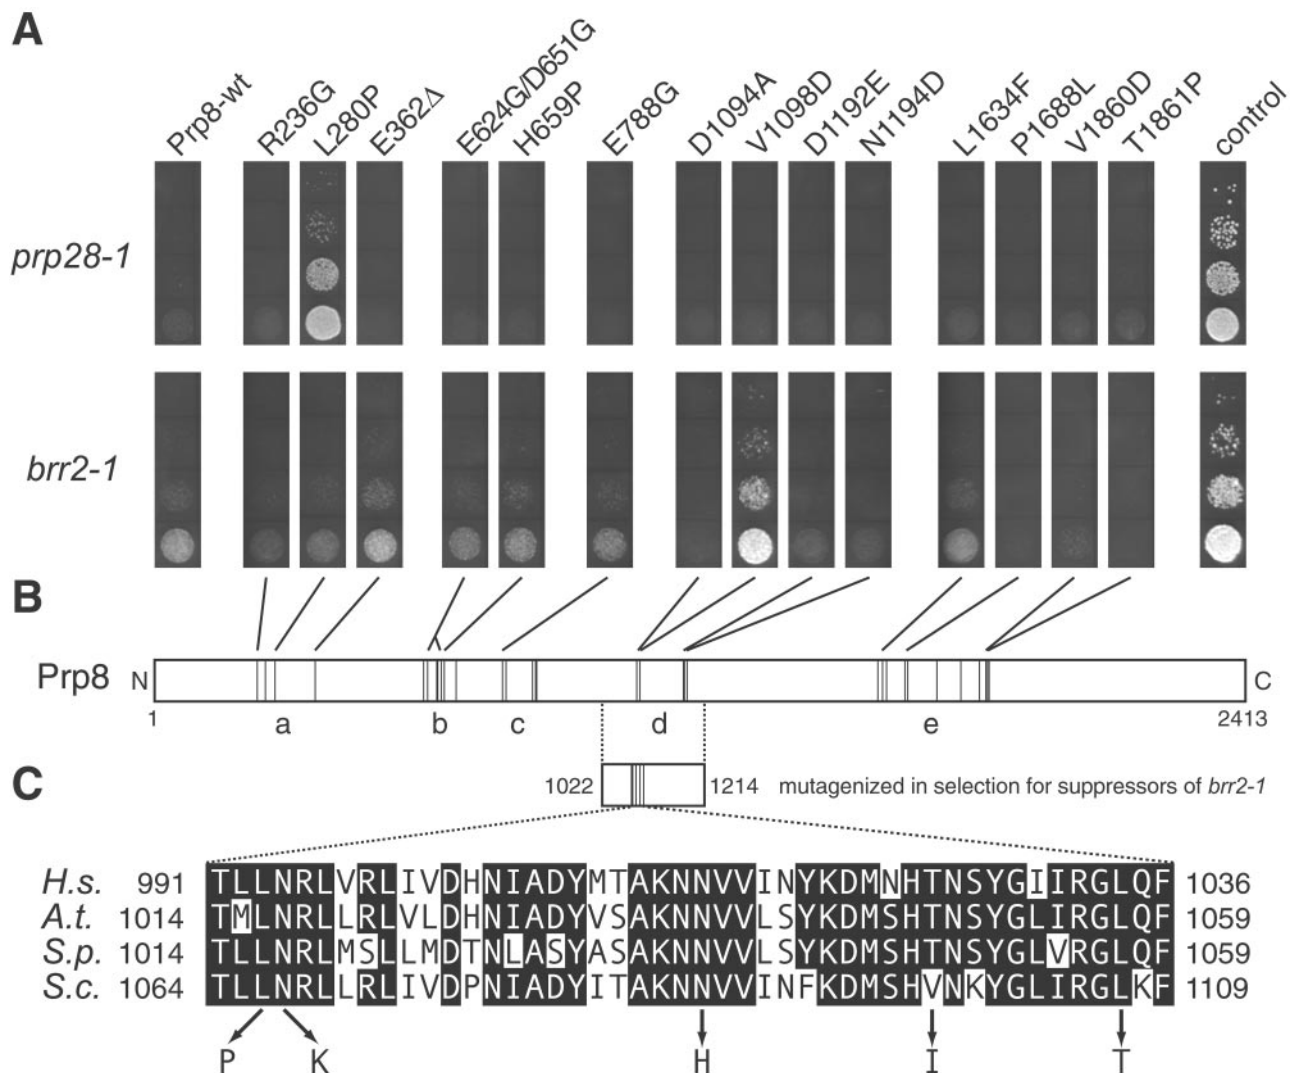 A
Prp8-wt
R236G
L280P
E362Δ
E624G/D651G
H659P
E788G
D1094A
V1098D
D1192E
N1194D
L1634F
P1688L
V1860D
T1861P
control
prp28-1
brr2-1
B
Prp8 N C
1 a b c d e 2413
C
1022 1214 mutagenized in selection for suppressors of brr2-1
H.s. 991 TLLNRLVRLIVDHNIADYMTAKNNVVINYKDMNHTNSYGIIRGLQF 1036
A.t. 1014 TMLNRLLRLVLDHNIADYVSAKNNVVLSYKDMSHTNSYGLIRGLQF 1059
S.p. 1014 TLLNRLMSLLMDTNLASYASAKNNVVLSYKDMSHTNSYGLVRGLQF 1059
S.c. 1064 TLLNRLLRLIVDPNIADYITAKNNVVINFKDMSHVNKYGLIRGLKF 1109
P K H I T